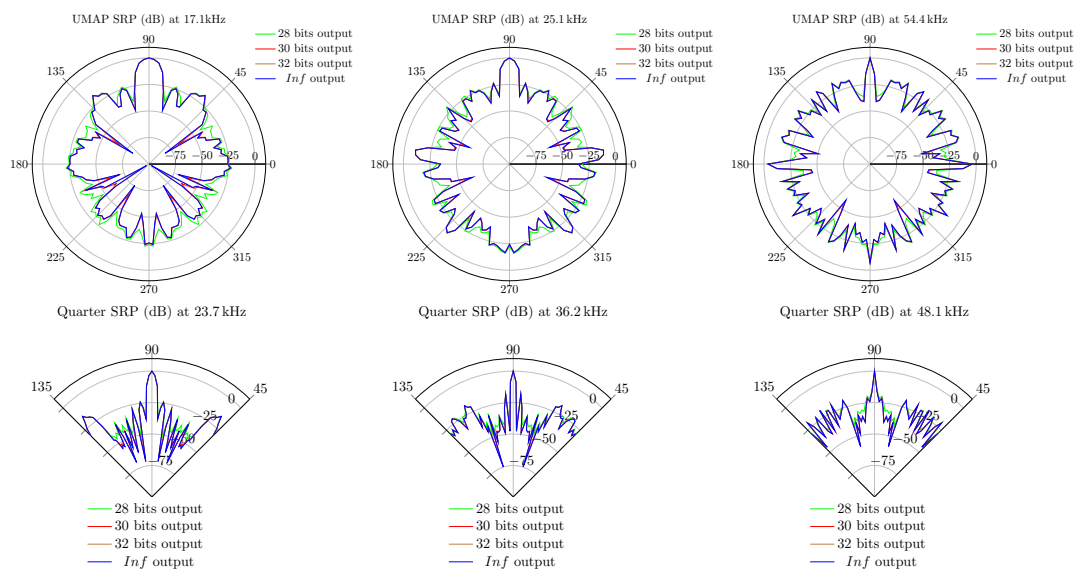 UMAP SRP (dB) at 17.1kHz
28 bits output
30 bits output
32 bits output
Inf output
90
135
45
180
−75
−50
−25
0
0
225
315
270
UMAP SRP (dB) at 25.1 kHz
28 bits output
30 bits output
32 bits output
Inf output
90
135
45
180
−75
−50
−25
0
0
225
315
270
UMAP SRP (dB) at 54.4 kHz
28 bits output
30 bits output
32 bits output
Inf output
90
135
45
180
−75
−50
−25
0
0
225
315
270
Quarter SRP (dB) at 23.7 kHz
90
135
45
0
−25
−50
−75
28 bits output
30 bits output
32 bits output
Inf output
Quarter SRP (dB) at 36.2 kHz
90
135
45
0
−25
−50
−75
28 bits output
30 bits output
32 bits output
Inf output
Quarter SRP (dB) at 48.1 kHz
90
135
45
0
−25
−50
−75
28 bits output
30 bits output
32 bits output
Inf output